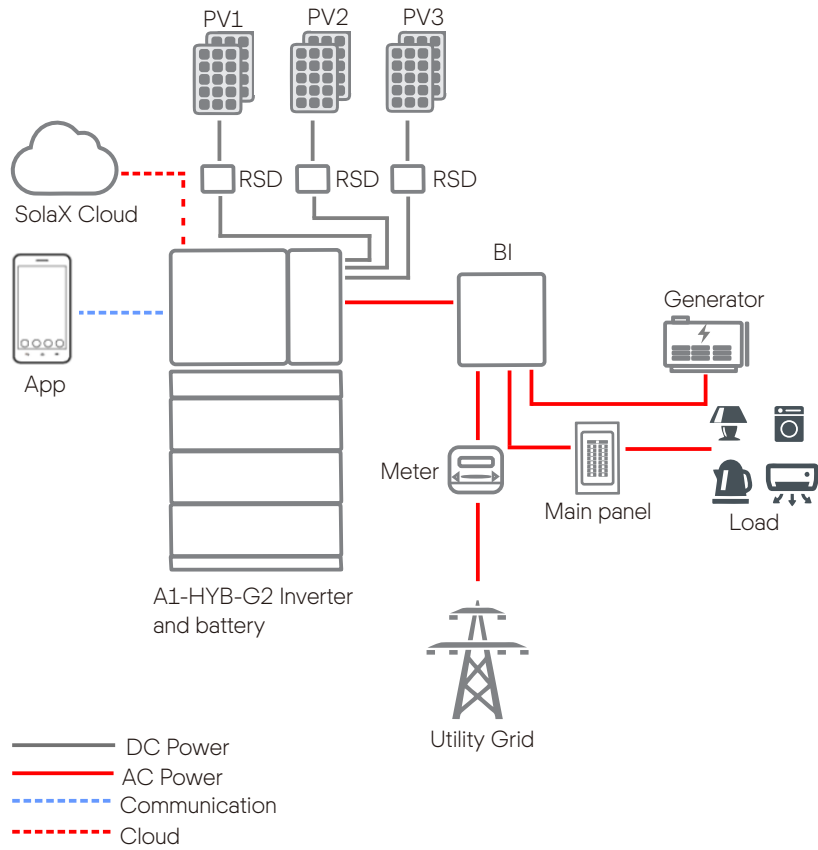 PV1
PV2
PV3
RSD
RSD
RSD
SolaX Cloud
App
BI
Generator
Meter
Main panel
Load
A1-HYB-G2 Inverter
and battery
Utility Grid
DC Power
AC Power
Communication
Cloud